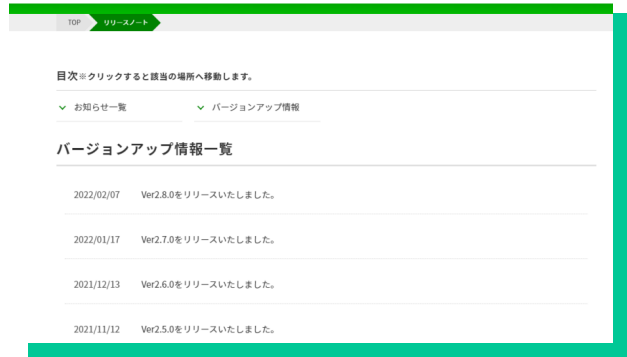 TOP リリースノート
目次※クリックすると該当の場所へ移動します。
お知らせ一覧 バージョンアップ情報
バージョンアップ情報一覧
2022/02/07 Ver2.8.0をリリースいたしました。
2022/01/17 Ver2.7.0をリリースいたしました。
2021/12/13 Ver2.6.0をリリースいたしました。
2021/11/12 Ver2.5.0をリリースいたしました。